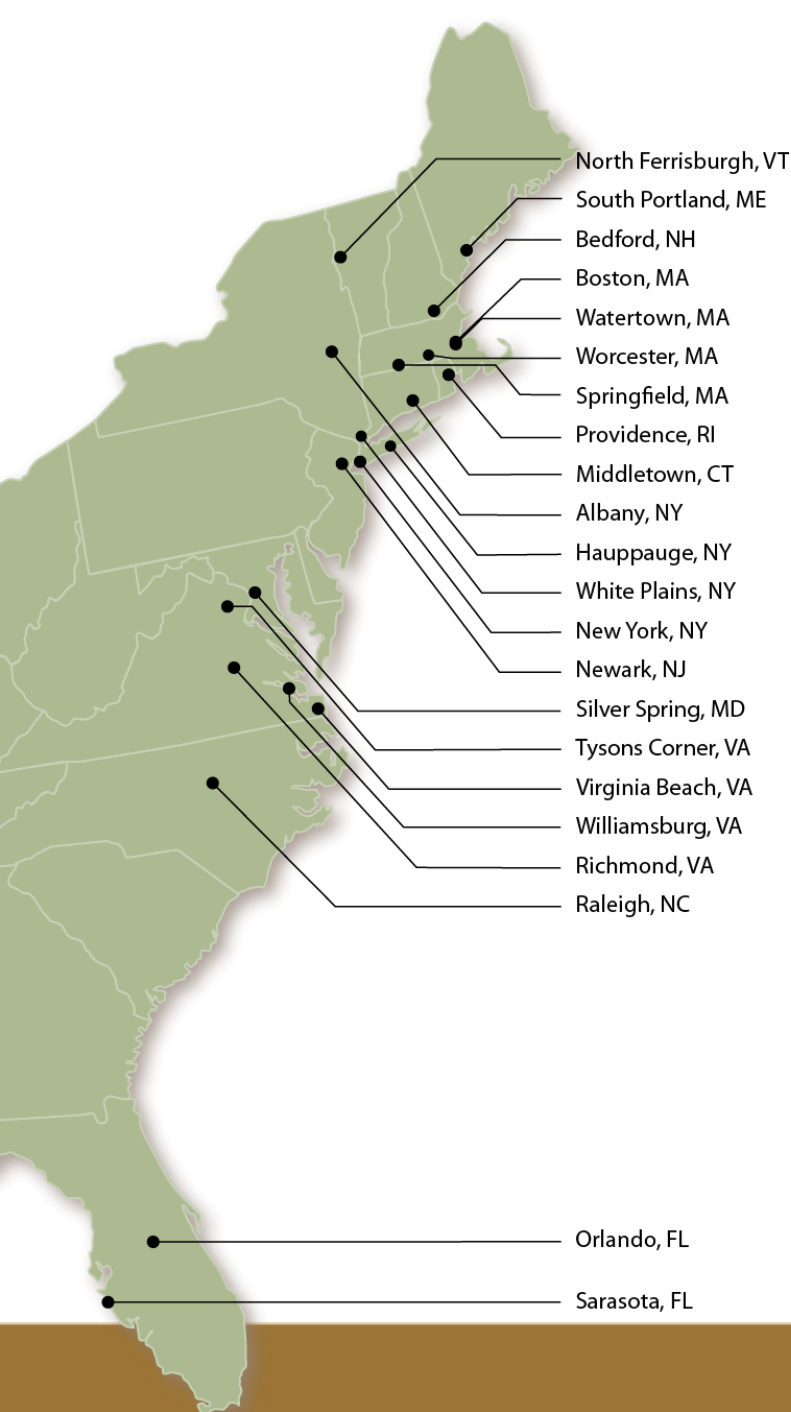 North Ferrisburgh, VT
South Portland, ME
Bedford, NH
Boston, MA
Watertown, MA
Worcester, MA
Springfield, MA
Providence, RI
Middletown, CT
Albany, NY
Hauppauge, NY
White Plains, NY
New York, NY
Newark, NJ
Silver Spring, MD
Tysons Corner, VA
Virginia Beach, VA
Williamsburg, VA
Richmond, VA
Raleigh, NC
Orlando, FL
Sarasota, FL